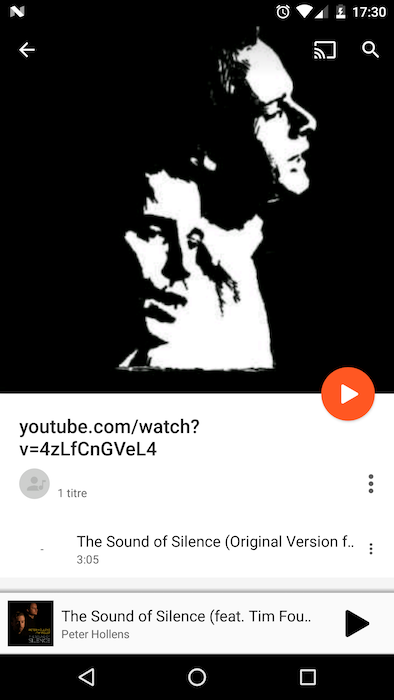 17:30
youtube.com/watch?
v=4zLfCnGVeL4
1 titre
-
The Sound of Silence (Original Version f..
3:05
The Sound of Silence (feat. Tim Fou..
Peter Hollens